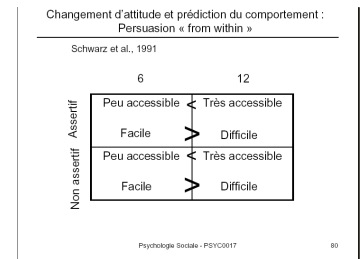 Changement d'attitude et prédiction du comportement :
Persuasion « from within »
Schwarz et al., 1991
6 12
Assertif
Peu accessible < Très accessible
Facile > Difficile
Non assertif
Peu accessible < Très accessible
Facile > Difficile
Psychologie Sociale - PSYC0017 80